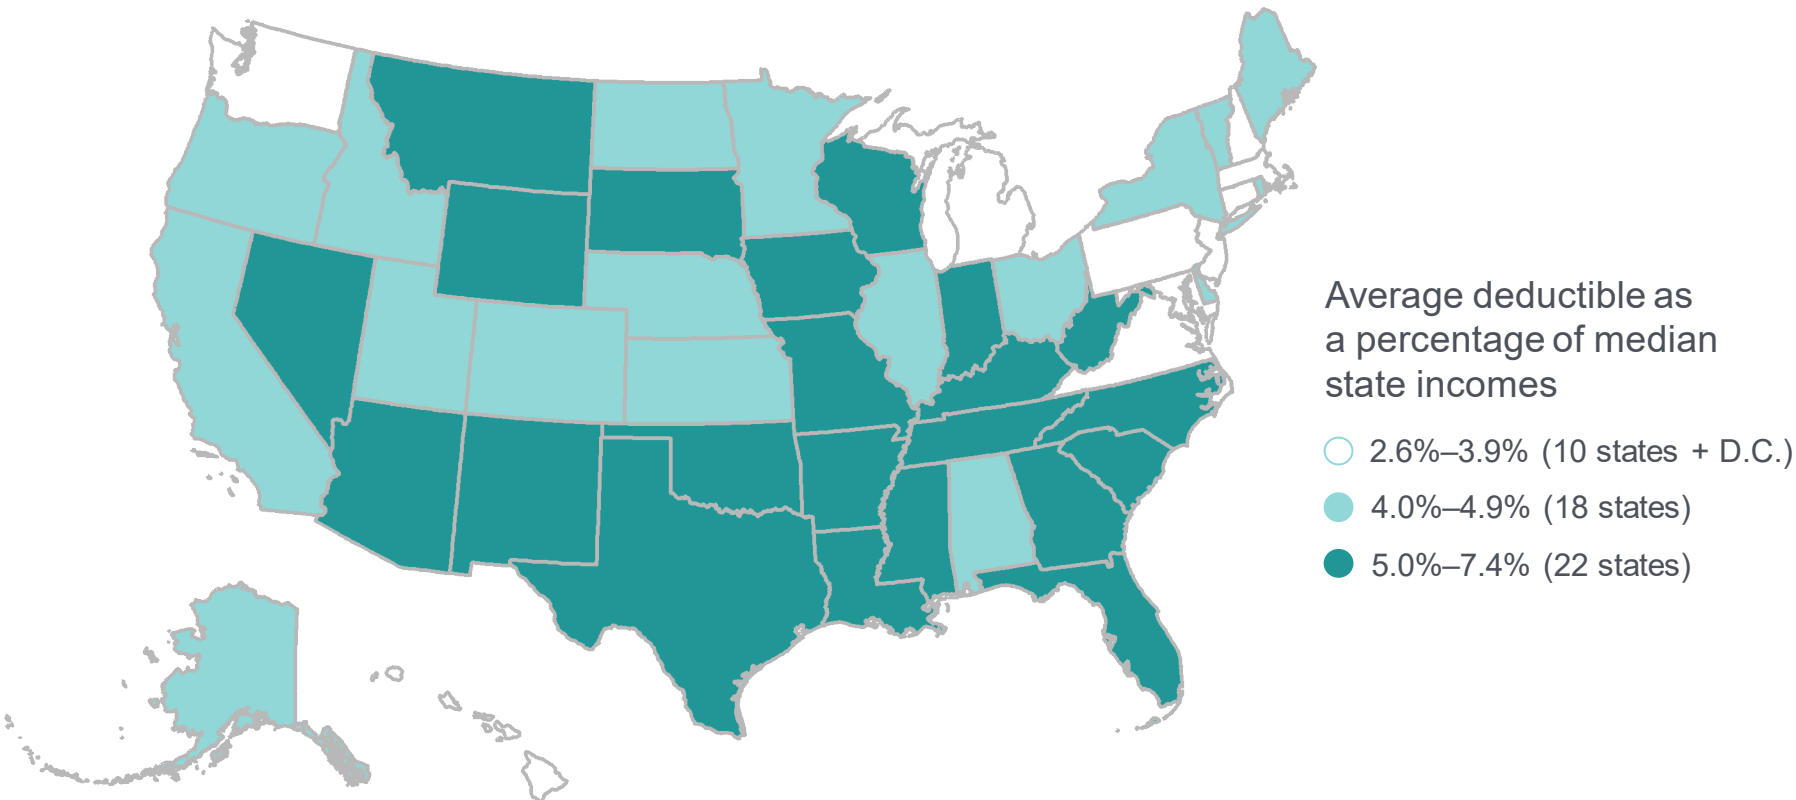 Average deductible as
a percentage of median
state incomes
2.6%–3.9% (10 states + D.C.)
4.0%–4.9% (18 states)
5.0%–7.4% (22 states)